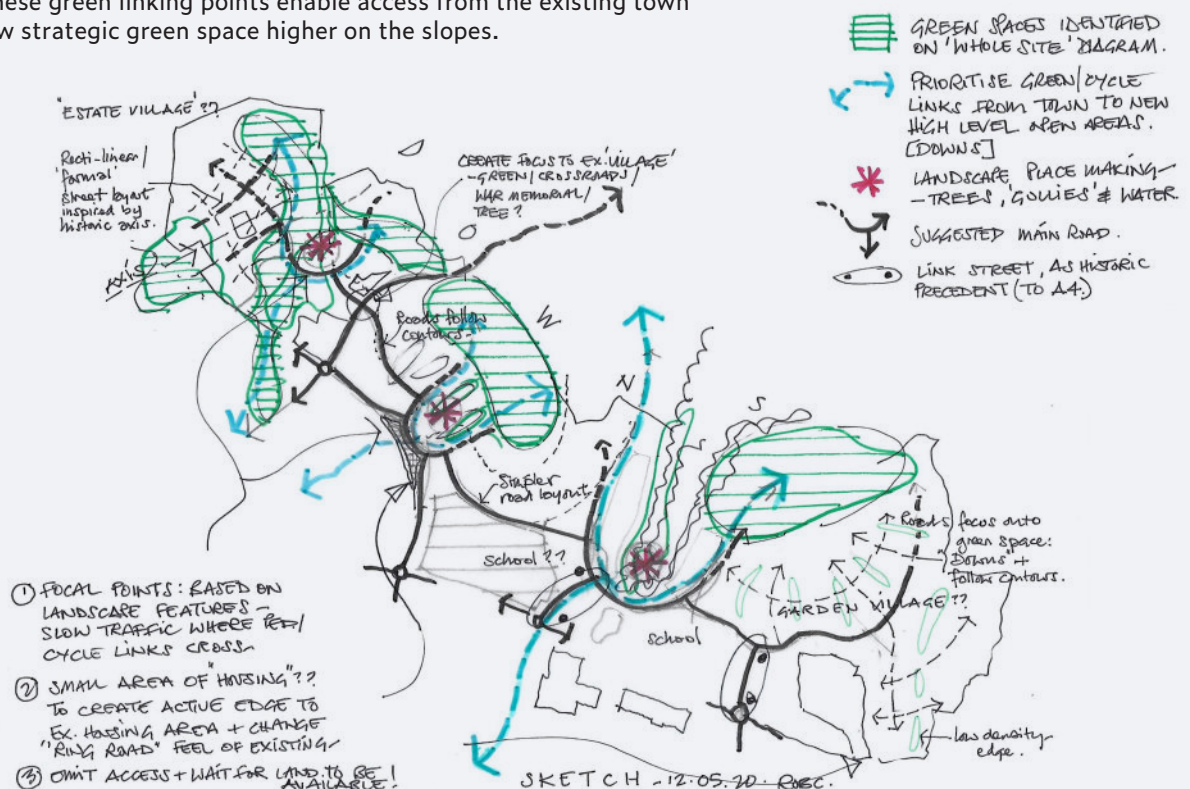 hese green linking points enable access from the existing town
w strategic green space higher on the slopes.
GREEN SPACES IDENTIFIED
ON 'WHOLE SITE' DIAGRAM.
PRIORITISE GREEN/CYCLE
LINKS FROM TOWN TO NEW
HIGH LEVEL OPEN AREAS.
[DOWNS]
LANDSCAPE PLACE MAKING
- TREES, 'GULLIES' & WATER
SUGGESTED MAIN ROAD.
LINK STREET, AS HISTORIC
PRECEDENT (TO A4.)
'ESTATE VILLAGE'??
Recti-linear/
'formal'
street layout
inspired by
historic axis.
AXIS
CREATE FOCUS TO EX. 'VILLAGE'
- GREEN/CROSSROADS/
WAR MEMORIAL/
TREE?
Roads follow
contours.
W
N
S
Simpler
road layout
School??
School
Roads focus onto
green space:
"Downs" +
follow contours.
GARDEN VILLAGE??
Low density
edge.
① FOCAL POINTS: BASED ON
LANDSCAPE FEATURES -
SLOW TRAFFIC WHERE PED/
CYCLE LINKS CROSS
② SMALL AREA OF "HOUSING"??
TO CREATE ACTIVE EDGE TO
EX. HOUSING AREA + CHANGE
"RING ROAD" FEEL OF EXISTING
③ OMIT ACCESS + WAIT FOR LAND TO BE
AVAILABLE!
SKETCH - 12.05.20. ROBC.